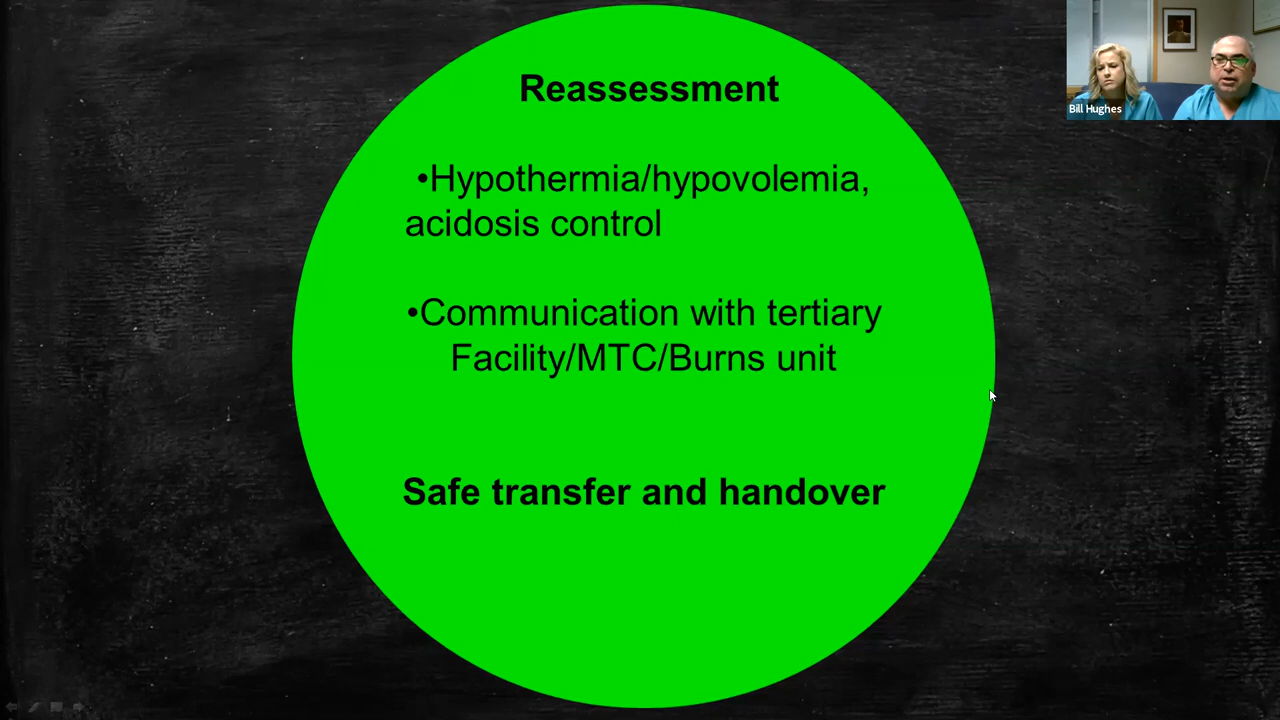 Reassessment
•Hypothermia/hypovolemia,
acidosis control
•Communication with tertiary
Facility/MTC/Burns unit
Safe transfer and handover
Bill Hughes